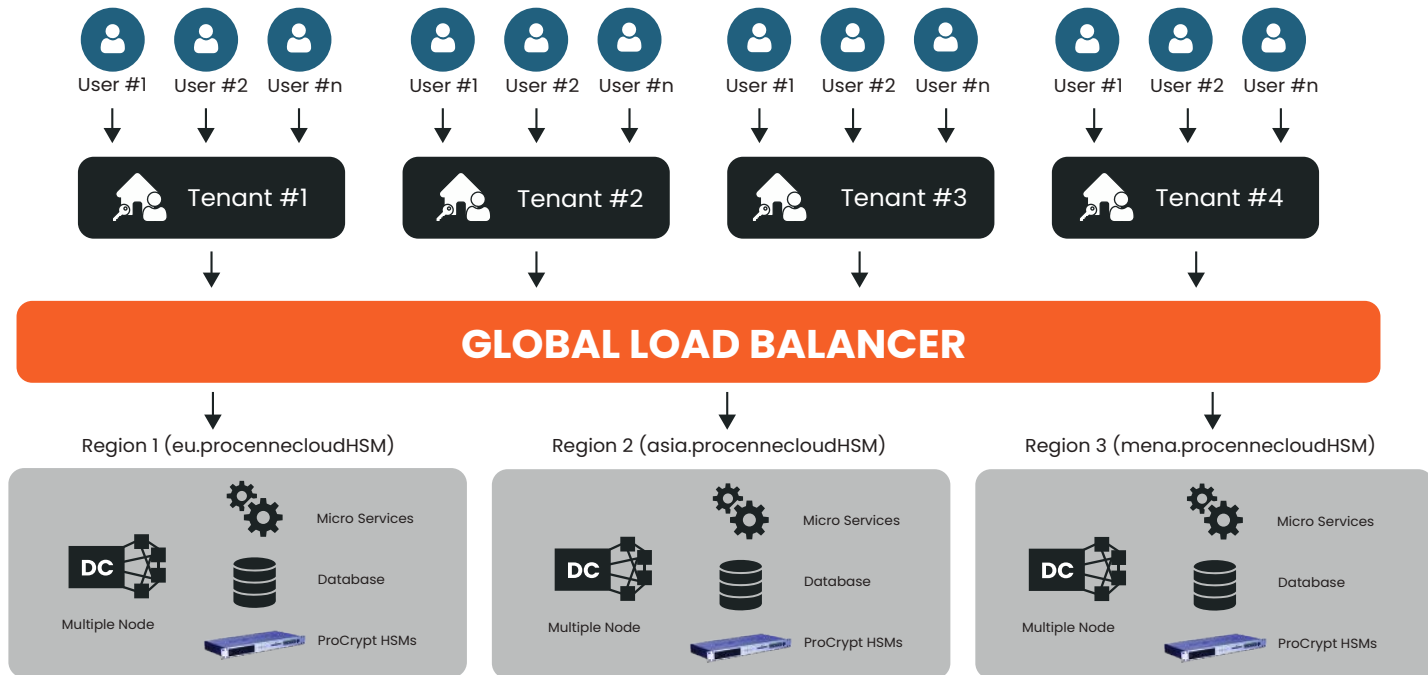 User #1 User #2 User #n User #1 User #2 User #n User #1 User #2 User #n User #1 User #2 User #n
Tenant #1 Tenant #2 Tenant #3 Tenant #4
GLOBAL LOAD BALANCER
Region 1 (eu.procennecloudHSM) Region 2 (asia.procennecloudHSM) Region 3 (mena.procennecloudHSM)
DC
Multiple Node
Micro Services
Database
ProCrypt HSMs
DC
Multiple Node
Micro Services
Database
ProCrypt HSMs
DC
Multiple Node
Micro Services
Database
ProCrypt HSMs